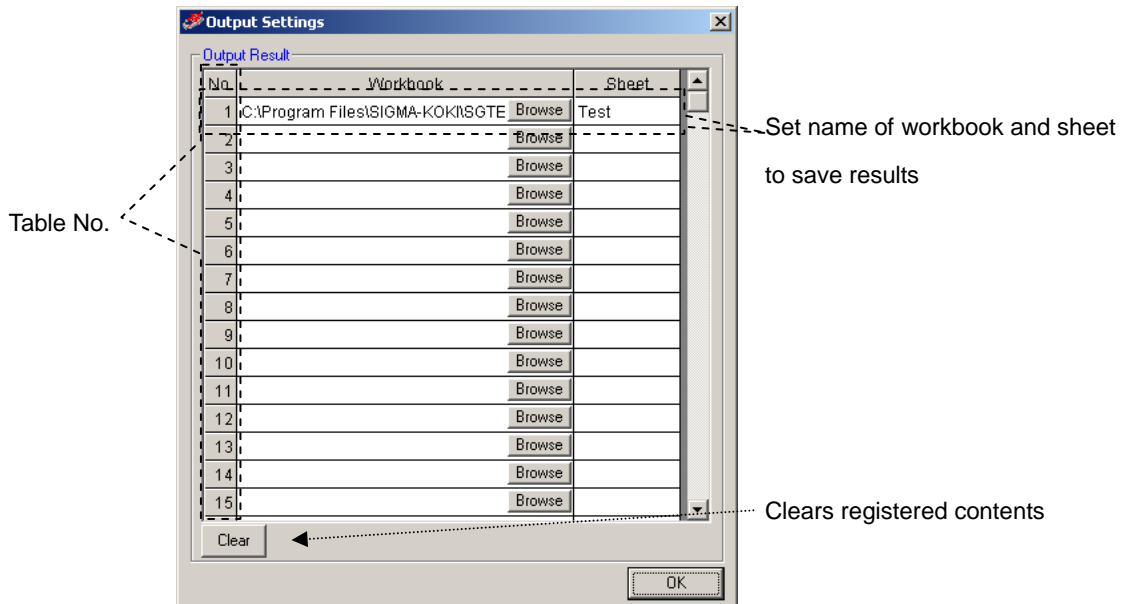 Output Settings
Output Result
No. Workbook Sheet
1 C:\Program Files\SIGMA-KOKI\SGTE Browse Test
2 Browse
3 Browse
4 Browse
5 Browse
6 Browse
7 Browse
8 Browse
9 Browse
10 Browse
11 Browse
12 Browse
13 Browse
14 Browse
15 Browse
Clear
OK
Table No.
Set name of workbook and sheet
to save results
Clears registered contents